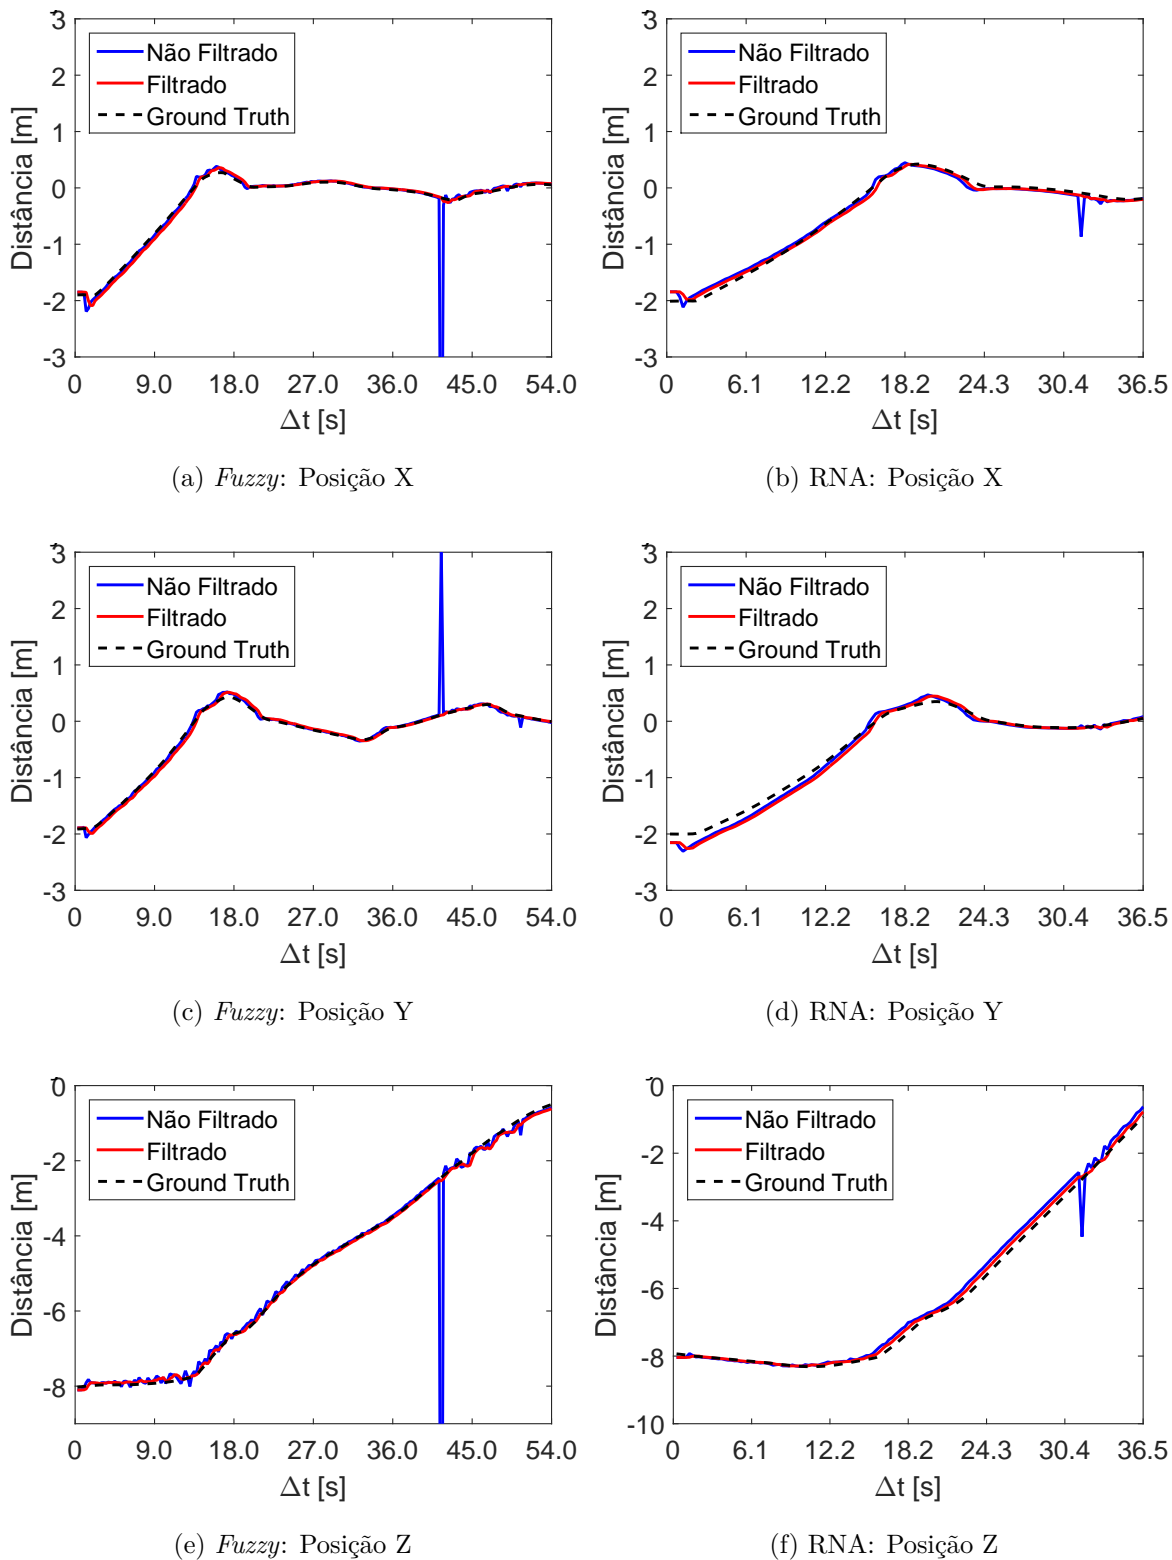 3
2
1
0
-1
-2
-3
0 9.0 18.0 27.0 36.0 45.0 54.0
Distância [m]
Δt [s]
Não Filtrado
Filtrado
Ground Truth
(a) Fuzzy: Posição X
3
2
1
0
-1
-2
-3
0 6.1 12.2 18.2 24.3 30.4 36.5
Distância [m]
Δt [s]
Não Filtrado
Filtrado
Ground Truth
(b) RNA: Posição X
3
2
1
0
-1
-2
-3
0 9.0 18.0 27.0 36.0 45.0 54.0
Distância [m]
Δt [s]
Não Filtrado
Filtrado
Ground Truth
(c) Fuzzy: Posição Y
3
2
1
0
-1
-2
-3
0 6.1 12.2 18.2 24.3 30.4 36.5
Distância [m]
Δt [s]
Não Filtrado
Filtrado
Ground Truth
(d) RNA: Posição Y
0
-2
-4
-6
-8
0 9.0 18.0 27.0 36.0 45.0 54.0
Distância [m]
Δt [s]
Não Filtrado
Filtrado
Ground Truth
(e) Fuzzy: Posição Z
0
-2
-4
-6
-8
-10
0 6.1 12.2 18.2 24.3 30.4 36.5
Distância [m]
Δt [s]
Não Filtrado
Filtrado
Ground Truth
(f) RNA: Posição Z